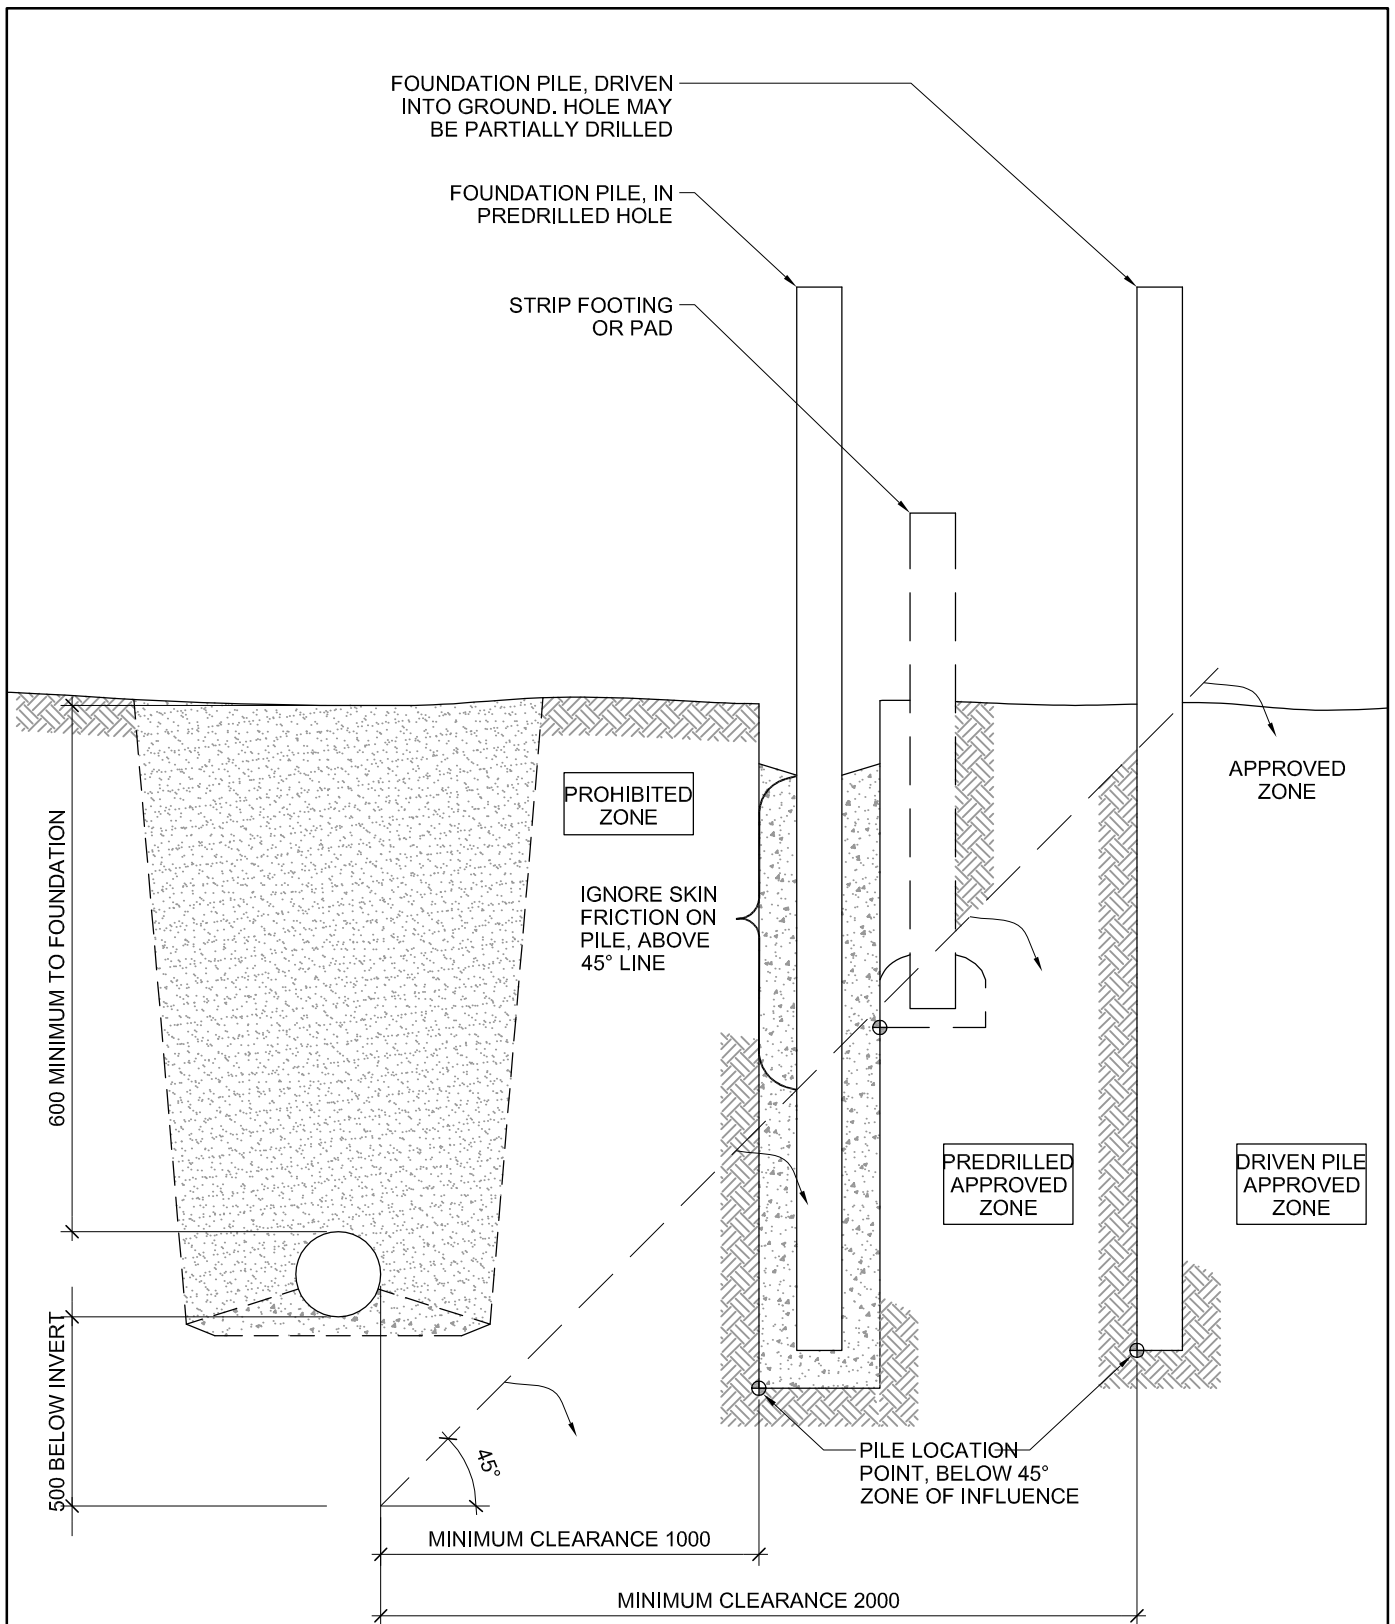 FOUNDATION PILE, DRIVEN
INTO GROUND. HOLE MAY
BE PARTIALLY DRILLED
FOUNDATION PILE, IN
PREDRILLED HOLE
STRIP FOOTING
OR PAD
APPROVED
ZONE
PROHIBITED
ZONE
600 MINIMUM TO FOUNDATION
IGNORE SKIN
FRICTION ON
PILE, ABOVE
45° LINE
PREDRILLED
APPROVED
ZONE
DRIVEN PILE
APPROVED
ZONE
500 BELOW INVERT
45°
PILE LOCATION
POINT, BELOW 45°
ZONE OF INFLUENCE
MINIMUM CLEARANCE 1000
MINIMUM CLEARANCE 2000